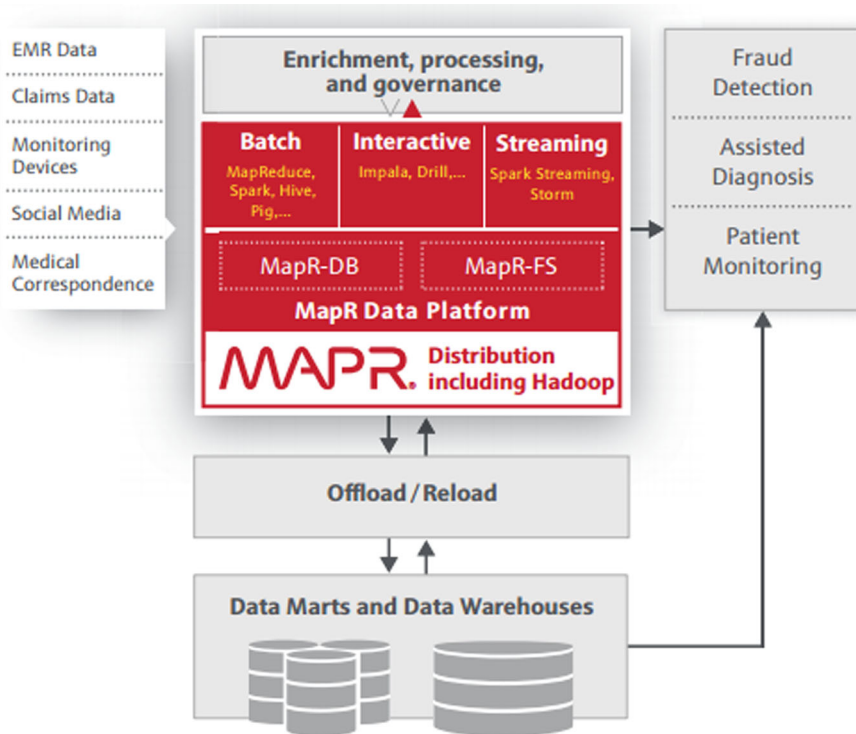 EMR Data
Claims Data
Monitoring
Devices
Social Media
Medical
Correspondence
Enrichment, processing,
and governance
Batch
MapReduce,
Spark, Hive,
Pig,...
Interactive
Impala, Drill,...
Streaming
Spark Streaming,
Storm
MapR-DB
MapR-FS
MapR Data Platform
MAPR®
Distribution
including Hadoop
Fraud
Detection
Assisted
Diagnosis
Patient
Monitoring
Offload / Reload
Data Marts and Data Warehouses